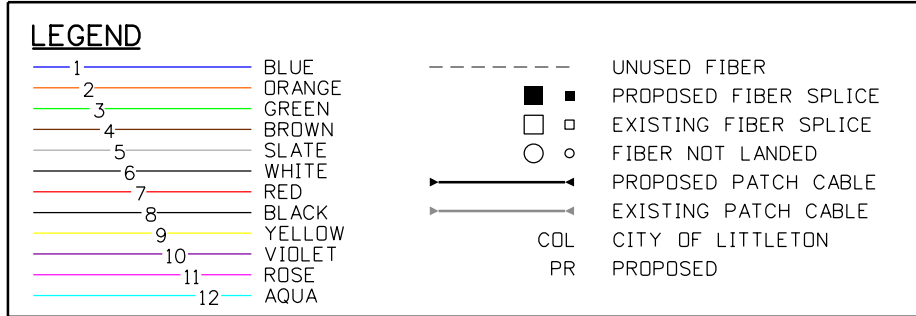 LEGEND
1 BLUE
2 ORANGE
3 GREEN
4 BROWN
5 SLATE
6 WHITE
7 RED
8 BLACK
9 YELLOW
10 VIOLET
11 ROSE
12 AQUA
UNUSED FIBER
PROPOSED FIBER SPLICE
EXISTING FIBER SPLICE
FIBER NOT LANDED
PROPOSED PATCH CABLE
EXISTING PATCH CABLE
COL CITY OF LITTLETON
PR PROPOSED